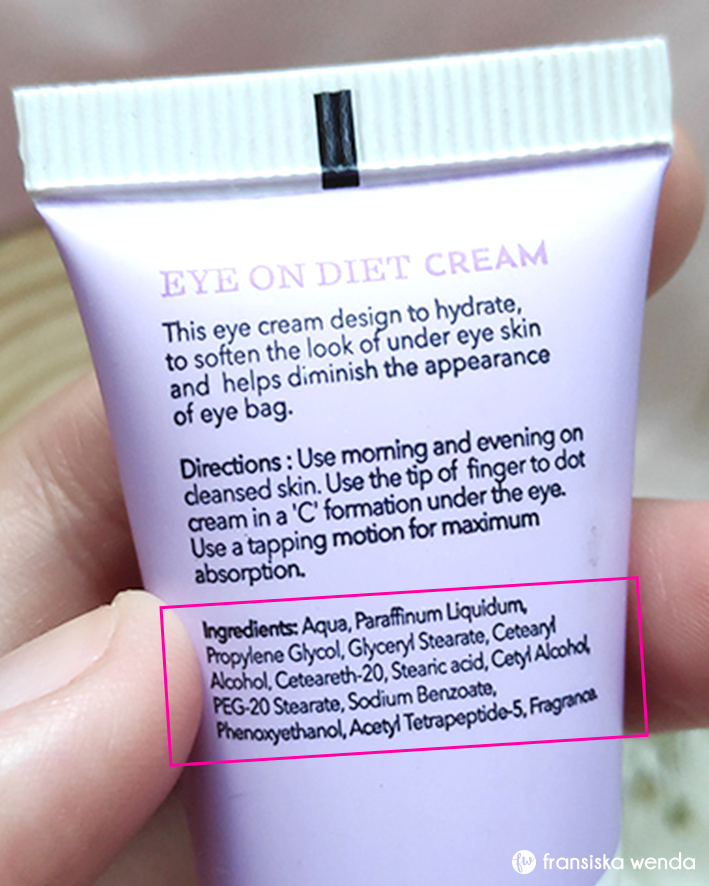 EYE ON DIET CREAM
This eye cream design to hydrate,
to soften the look of under eye skin
and helps diminish the appearance
of eye bag.
Directions : Use morning and evening on
cleansed skin. Use the tip of finger to dot
cream in a 'C' formation under the eye.
Use a tapping motion for maximum
absorption.
Ingredients: Aqua, Paraffinum Liquidum,
Propylene Glycol, Glyceryl Stearate, Cetearyl
Alcohol, Ceteareth-20, Stearic acid, Cetyl Alcohol,
PEG-20 Stearate, Sodium Benzoate,
Phenoxyethanol, Acetyl Tetrapeptide-5, Fragrance.
fw fransiska wenda